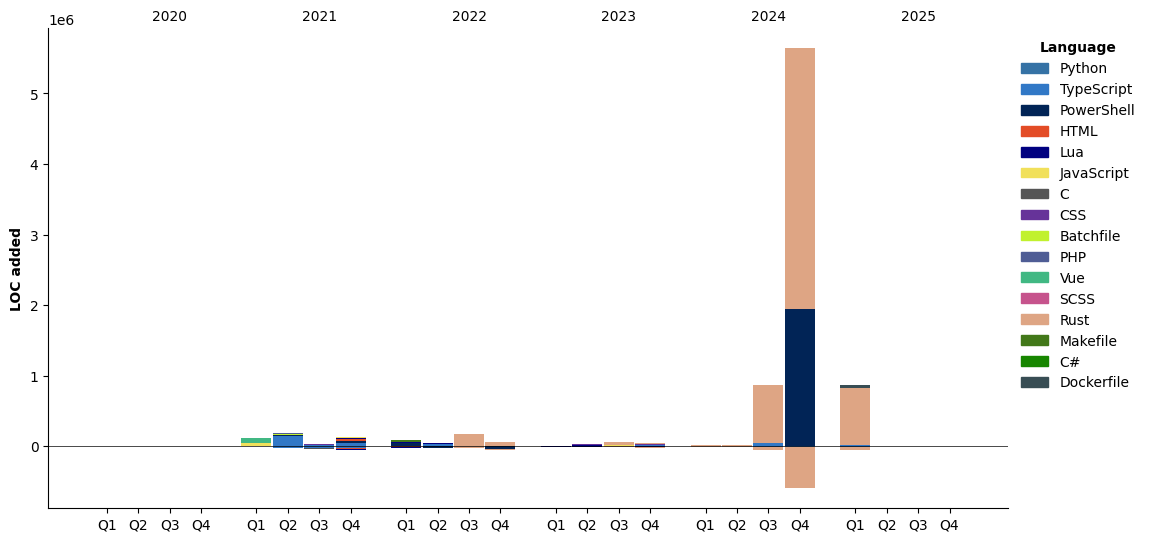 1e6
2020 2021 2022 2023 2024 2025
LOC added
5
4
3
2
1
0
Q1 Q2 Q3 Q4 Q1 Q2 Q3 Q4 Q1 Q2 Q3 Q4 Q1 Q2 Q3 Q4 Q1 Q2 Q3 Q4 Q1 Q2 Q3 Q4
Language
Python
TypeScript
PowerShell
HTML
Lua
JavaScript
C
CSS
Batchfile
PHP
Vue
SCSS
Rust
Makefile
C#
Dockerfile